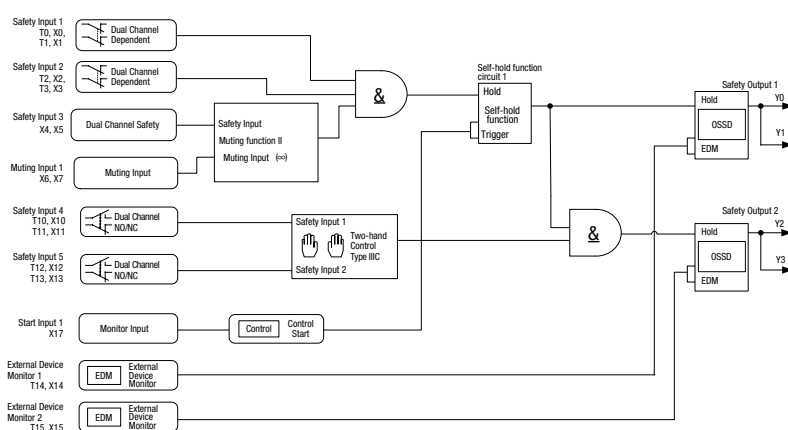 Safety Input 1
T0, X0,
T1, X1
Dual Channel
Dependent
Safety Input 2
T2, X2,
T3, X3
Dual Channel
Dependent
&
Safety Input 3
X4, X5
Dual Channel Safety
Safety Input
Muting function II
Muting Input (∞)
Muting Input 1
X6, X7
Muting Input
Self-hold function
circuit 1
Hold
Self-hold
function
Trigger
Safety Output 1
Hold
OSSD
EDM
Y0
Y1
Safety Input 4
T10, X10
T11, X11
Dual Channel
NO/NC
Safety Input 5
T12, X12
T13, X13
Dual Channel
NO/NC
Safety Input 1
Two-hand
Control
Type IIIC
Safety Input 2
&
Safety Output 2
Hold
OSSD
EDM
Y2
Y3
Start Input 1
X17
Monitor Input
Control
Control
Start
External Device
Monitor 1
T14, X14
EDM
External
Device
Monitor
External Device
Monitor 2
T15, X15
EDM
External
Device
Monitor